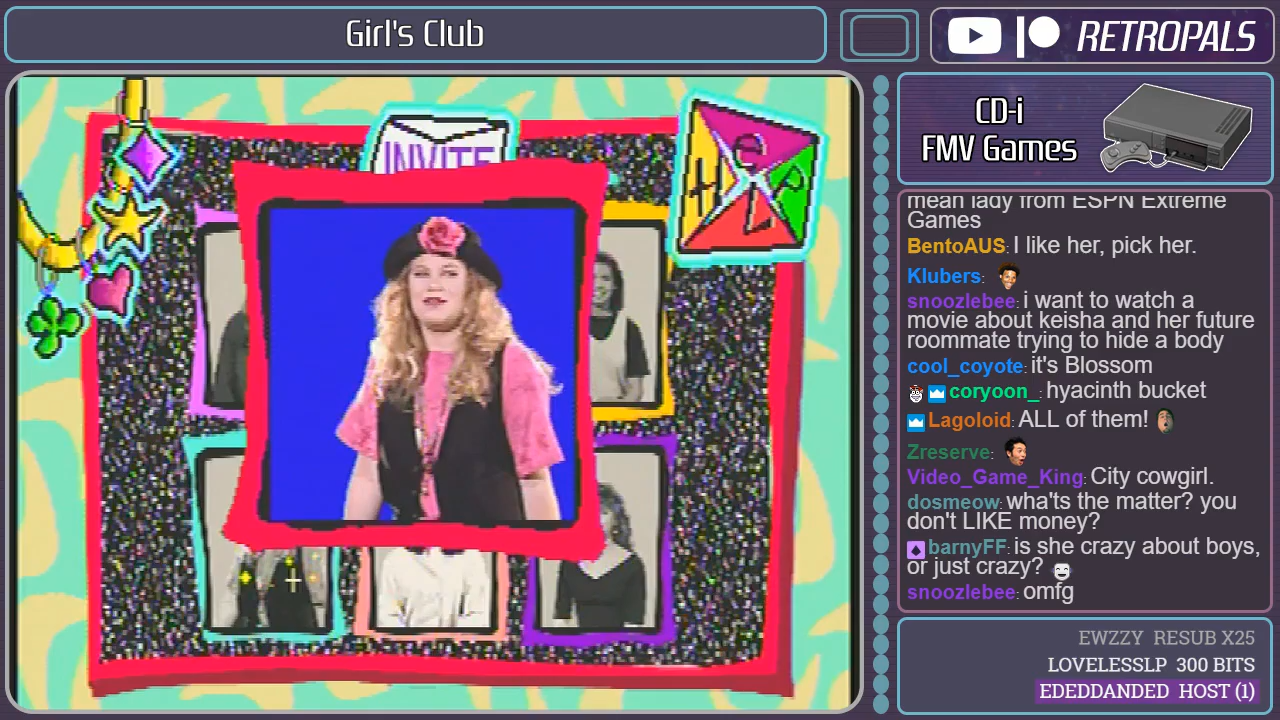 Girl's Club
RETROPALS
CD-i
FMV Games
INVITE
HELP
mean lady from ESPN Extreme
Games
BentoAUS: I like her, pick her.
Klubers:
snoozlebee: i want to watch a
movie about keisha and her future
roommate trying to hide a body
cool_coyote: it's Blossom
coryoon_: hyacinth bucket
Lagoloid: ALL of them!
Zreserve:
Video_Game_King: City cowgirl.
dosmeow: wha'ts the matter? you
don't LIKE money?
barnyFF: is she crazy about boys,
or just crazy?
snoozlebee: omfg
EWZZY RESUB X25
LOVELESSLP 300 BITS
EDEDDANDED HOST (1)